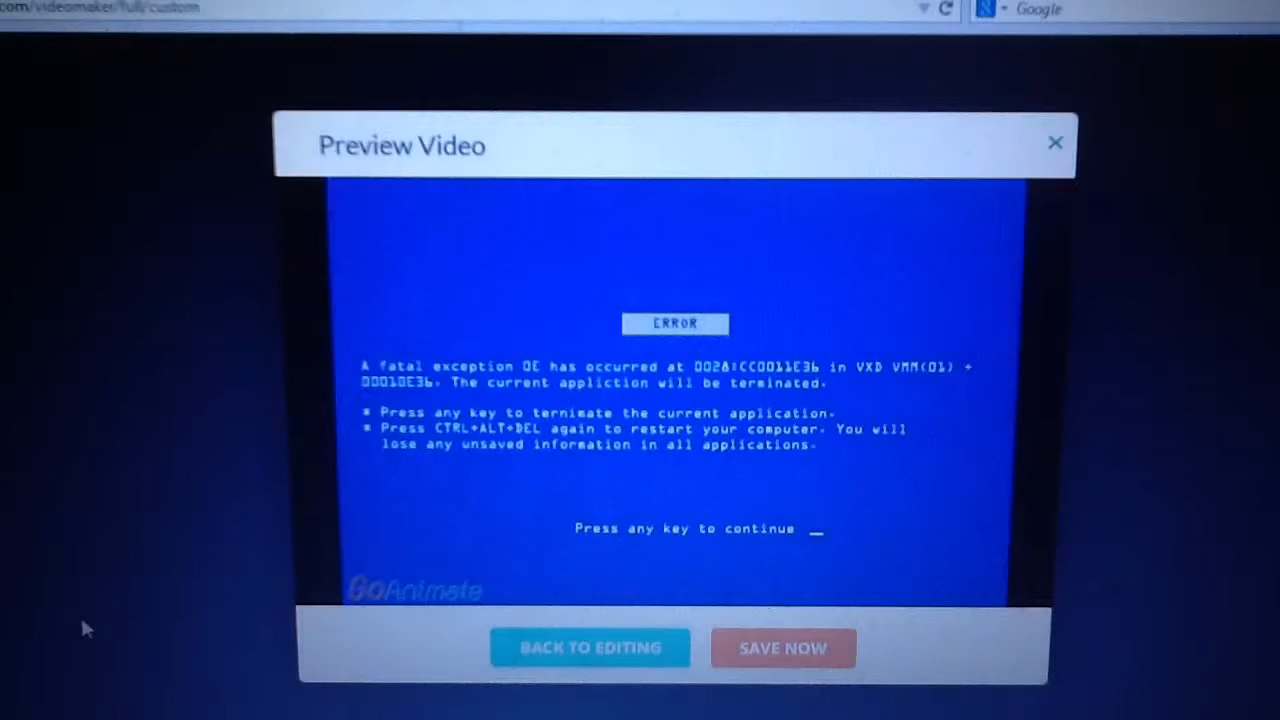 com/videomaker/full/custom
Google
Preview Video
ERROR
A fatal exception 0E has occurred at 0028:CC0011E36 in VXD VMM(01) +
00010E36. The current appliction will be terminated.
* Press any key to ternimate the current application.
* Press CTRL+ALT+DEL again to restart your computer. You will
lose any unsaved information in all applications.
Press any key to continue _
GoAnimate
BACK TO EDITING
SAVE NOW